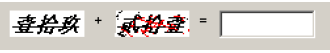 壹拾玖 + 贰拾壹 =